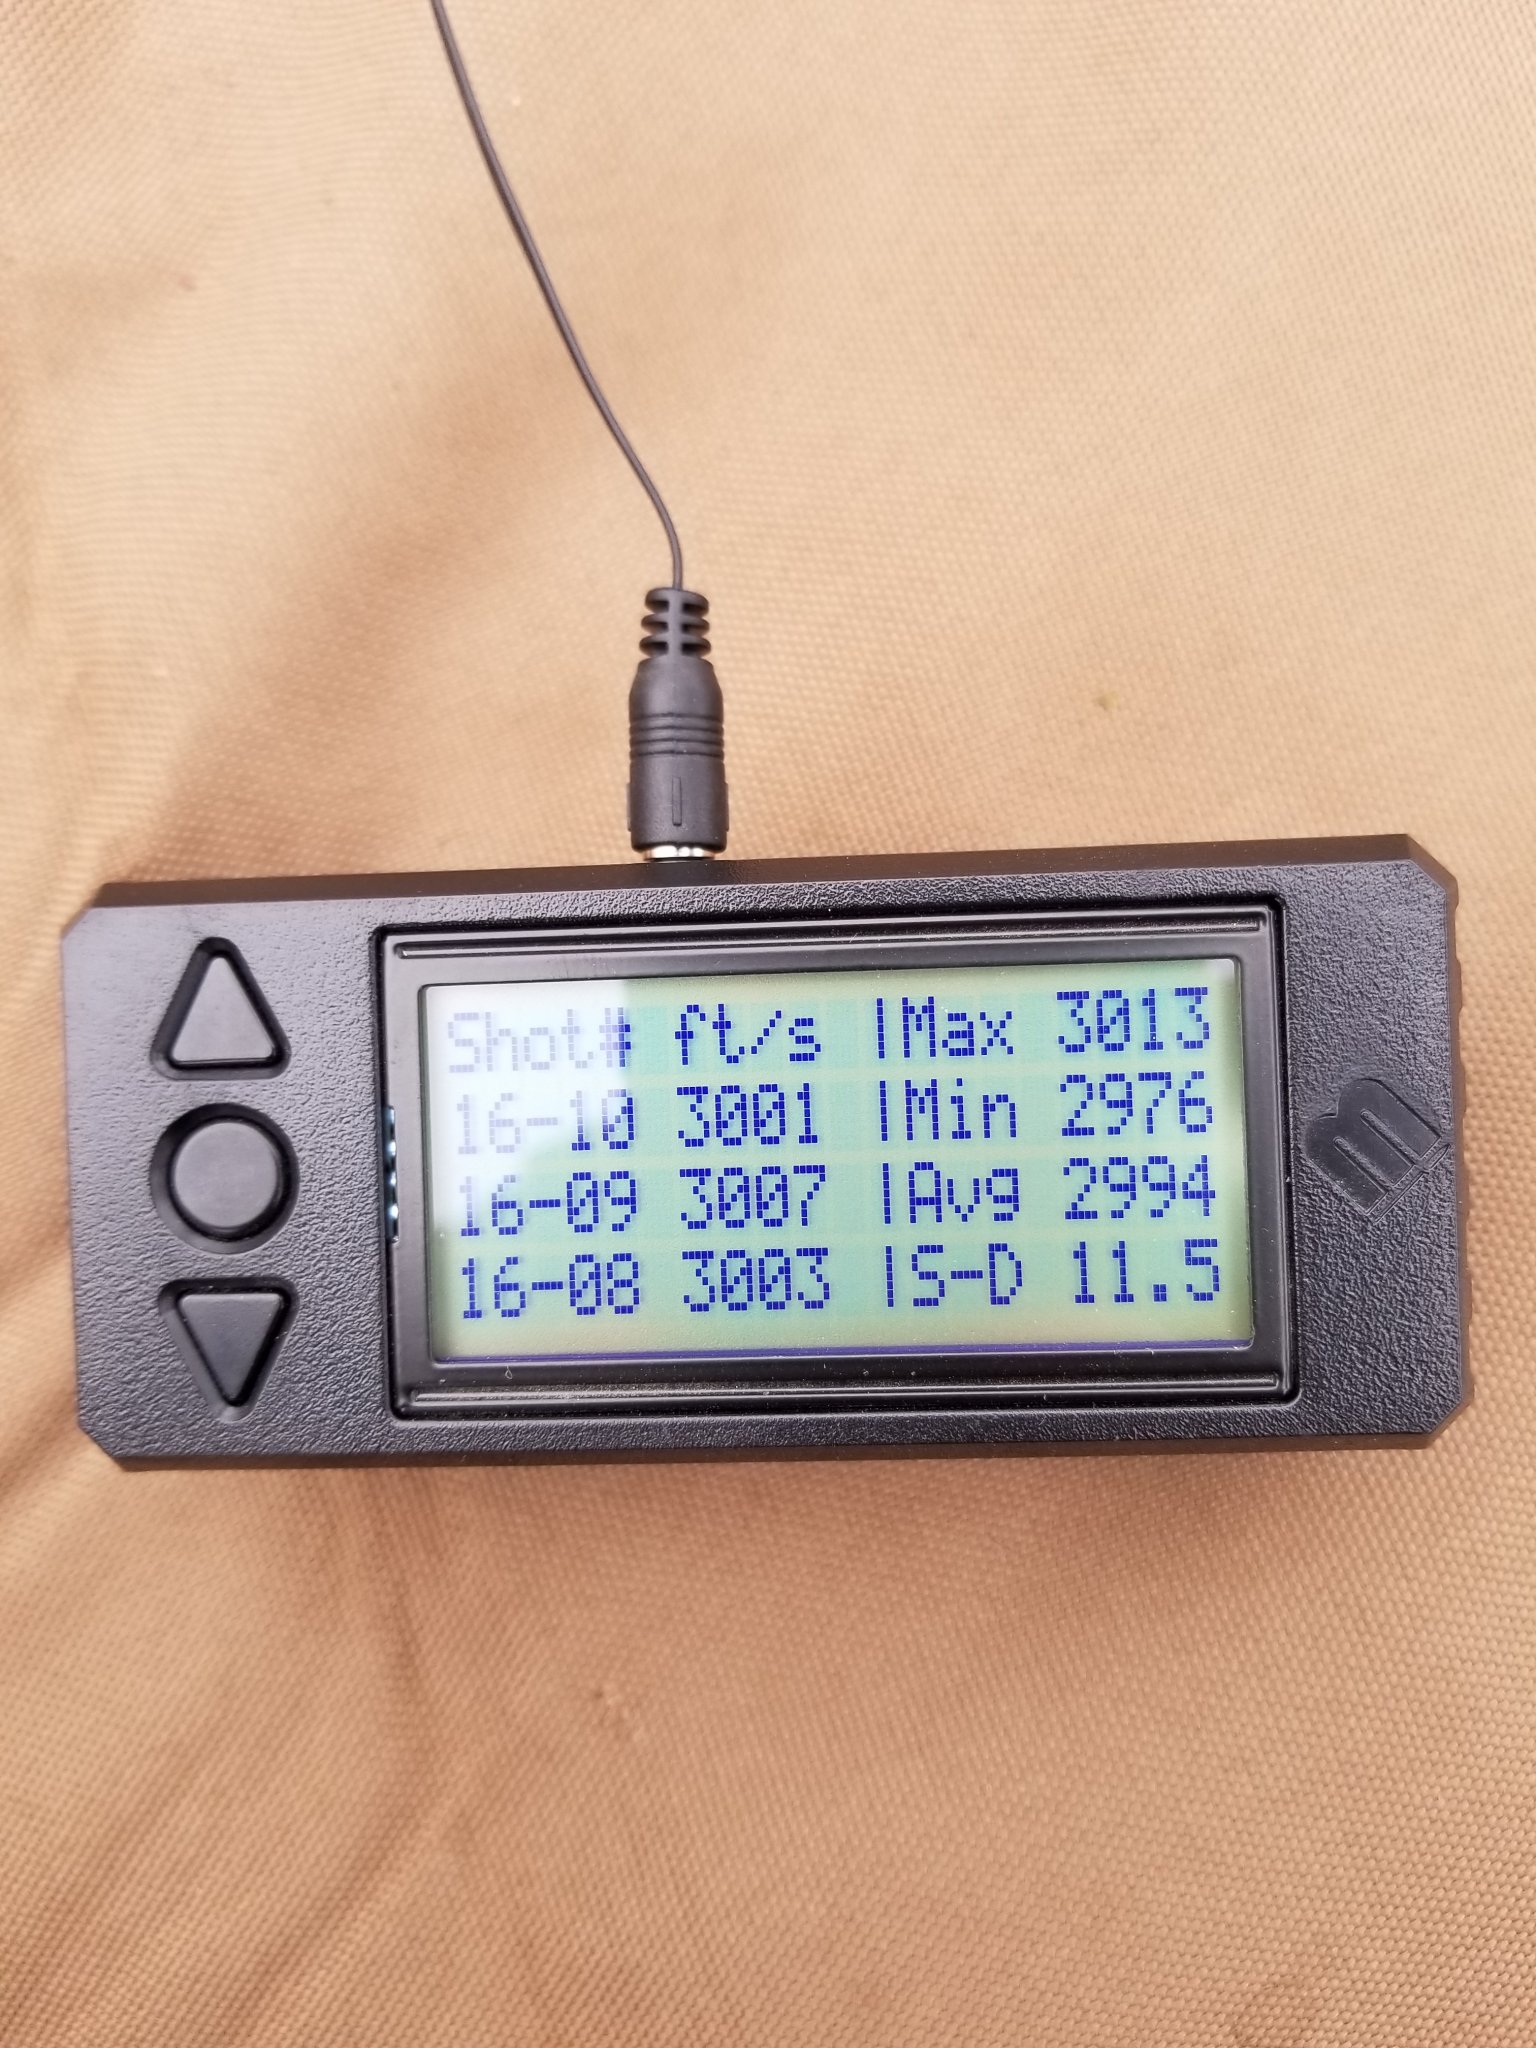 Shot# ft/s |Max 3013
16-10 3001 |Min 2976
16-09 3007 |Avg 2994
16-08 3003 |S-D 11.5
m